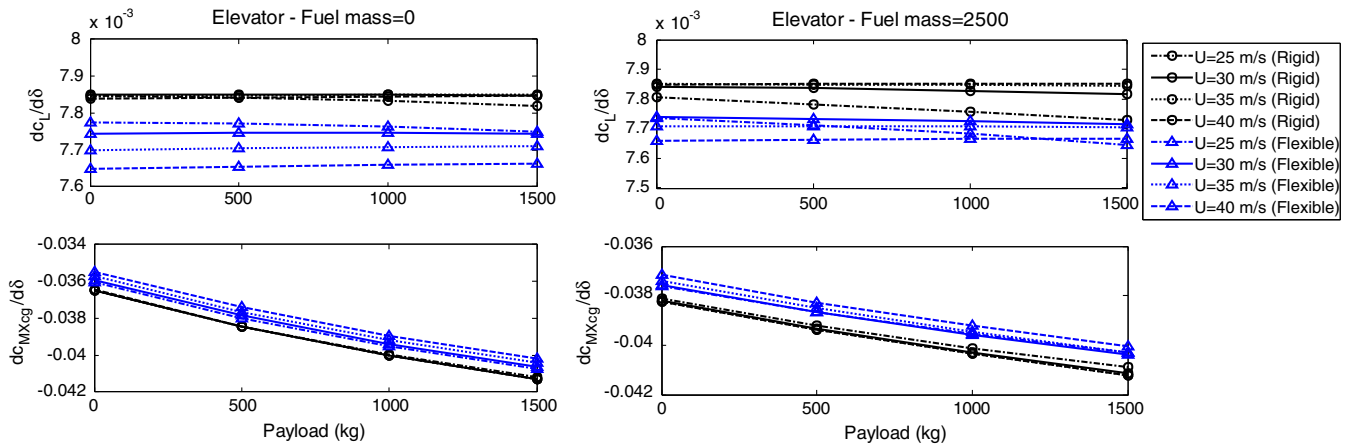 Elevator - Fuel mass=0
x 10⁻³
8
7.9
7.8
7.7
7.6
dc_L/dδ
0
500
1000
1500
Elevator - Fuel mass=2500
x 10⁻³
8
7.9
7.8
7.7
7.6
7.5
dc_L/dδ
0
500
1000
1500
U=25 m/s (Rigid)
U=30 m/s (Rigid)
U=35 m/s (Rigid)
U=40 m/s (Rigid)
U=25 m/s (Flexible)
U=30 m/s (Flexible)
U=35 m/s (Flexible)
U=40 m/s (Flexible)
-0.034
-0.036
-0.038
-0.04
-0.042
dc_MXcg/dδ
0
500
1000
1500
Payload (kg)
-0.036
-0.038
-0.04
-0.042
dc_MXcg/dδ
0
500
1000
1500
Payload (kg)